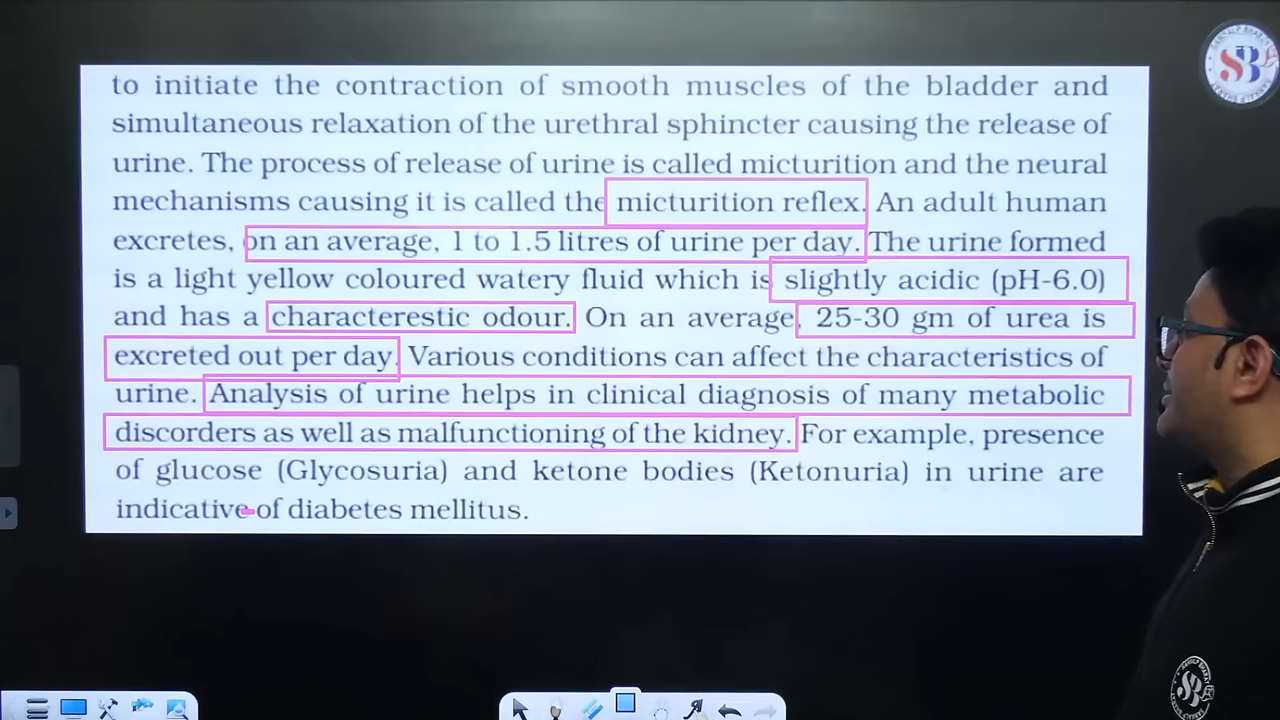 to initiate the contraction of smooth muscles of the bladder and
simultaneous relaxation of the urethral sphincter causing the release of
urine. The process of release of urine is called micturition and the neural
mechanisms causing it is called the micturition reflex. An adult human
excretes, on an average, 1 to 1.5 litres of urine per day. The urine formed
is a light yellow coloured watery fluid which is slightly acidic (pH-6.0)
and has a characterestic odour. On an average, 25-30 gm of urea is
excreted out per day. Various conditions can affect the characteristics of
urine. Analysis of urine helps in clinical diagnosis of many metabolic
discorders as well as malfunctioning of the kidney. For example, presence
of glucose (Glycosuria) and ketone bodies (Ketonuria) in urine are
indicative of diabetes mellitus.
SB